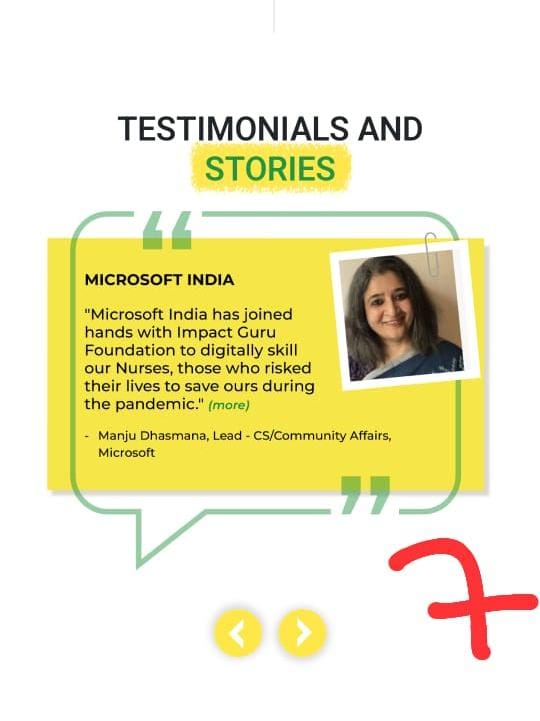 TESTIMONIALS AND
STORIES
MICROSOFT INDIA
"Microsoft India has joined
hands with Impact Guru
Foundation to digitally skill
our Nurses, those who risked
their lives to save ours during
the pandemic." (more)
- Manju Dhasmana, Lead - CS/Community Affairs,
Microsoft
7